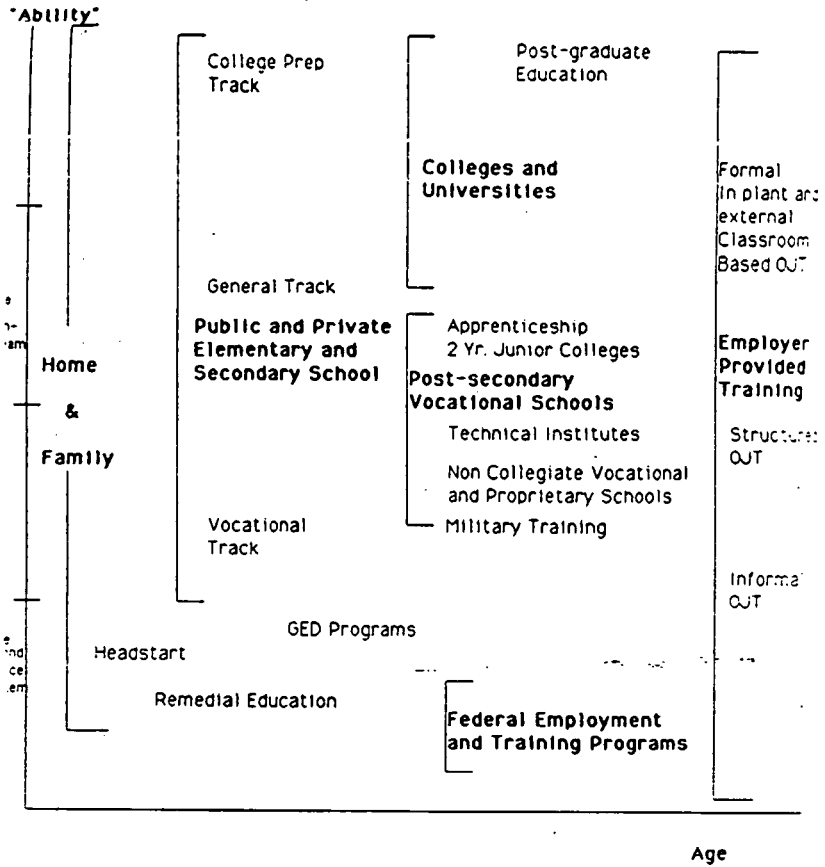 "Ability"
College Prep
Track
Post-graduate
Education
Colleges and
Universities
Formal
In plant
external
Classroom
Based OJT
General Track
Public and Private
Elementary and
Secondary School
Apprenticeship
2 Yr. Junior Colleges
Employer
Provided
Training
Home
&
Family
Post-secondary
Vocational Schools
Technical Institutes
Non Collegiate Vocational
and Proprietary Schools
Military Training
OJT
Vocational
Track
OJT
GED Programs
Headstart
Remedial Education
Federal Employment
and Training Programs
Age